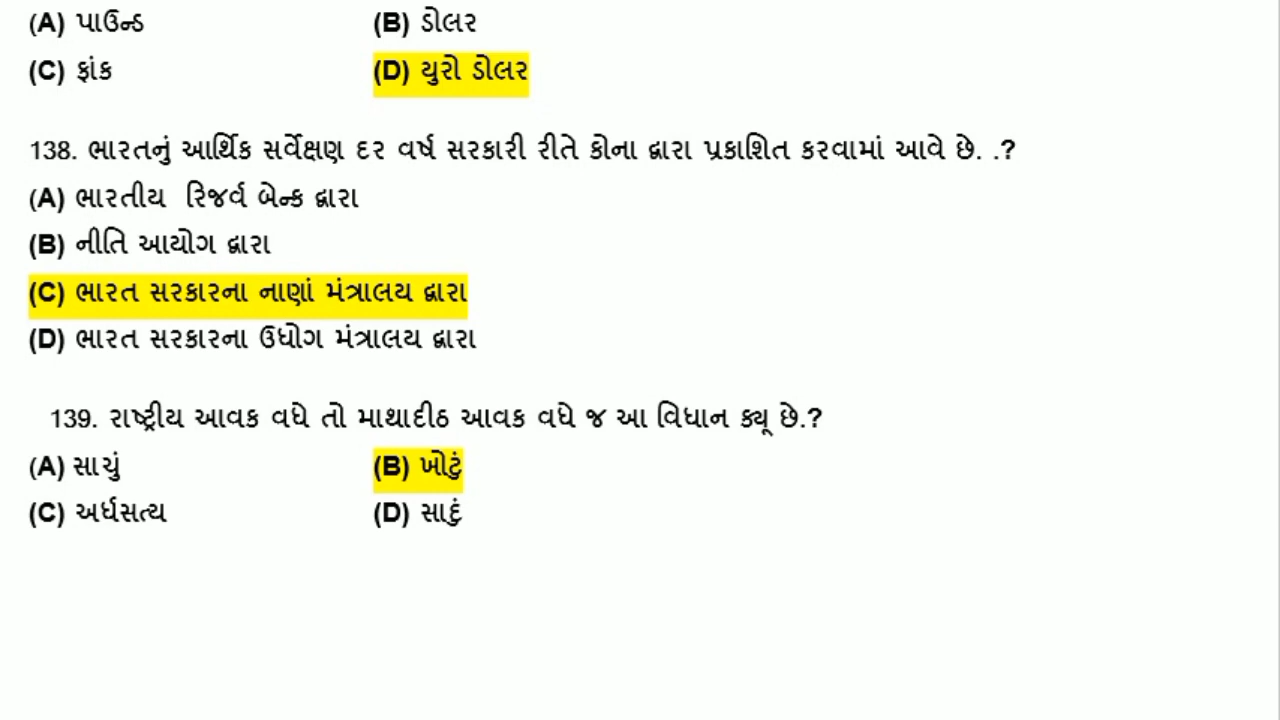 (A) પાઉન્ડ (B) ડોલર
(C) ફ્રાંક (D) યુરો ડોલર
138. ભારતનું આર્થિક સર્વેક્ષણ દર વર્ષ સરકારી રીતે કોના દ્વારા પ્રકાશિત કરવામાં આવે છે. .?
(A) ભારતીય રિજર્વ બેન્ક દ્વારા
(B) નીતિ આયોગ દ્વારા
(C) ભારત સરકારના નાણાં મંત્રાલય દ્વારા
(D) ભારત સરકારના ઉધોગ મંત્રાલય દ્વારા
139. રાષ્ટ્રીય આવક વધે તો માથાદીઠ આવક વધે જ આ વિધાન ક્યૂ છે.?
(A) સાચું (B) ખોટું
(C) અર્ધસત્ય (D) સાદું